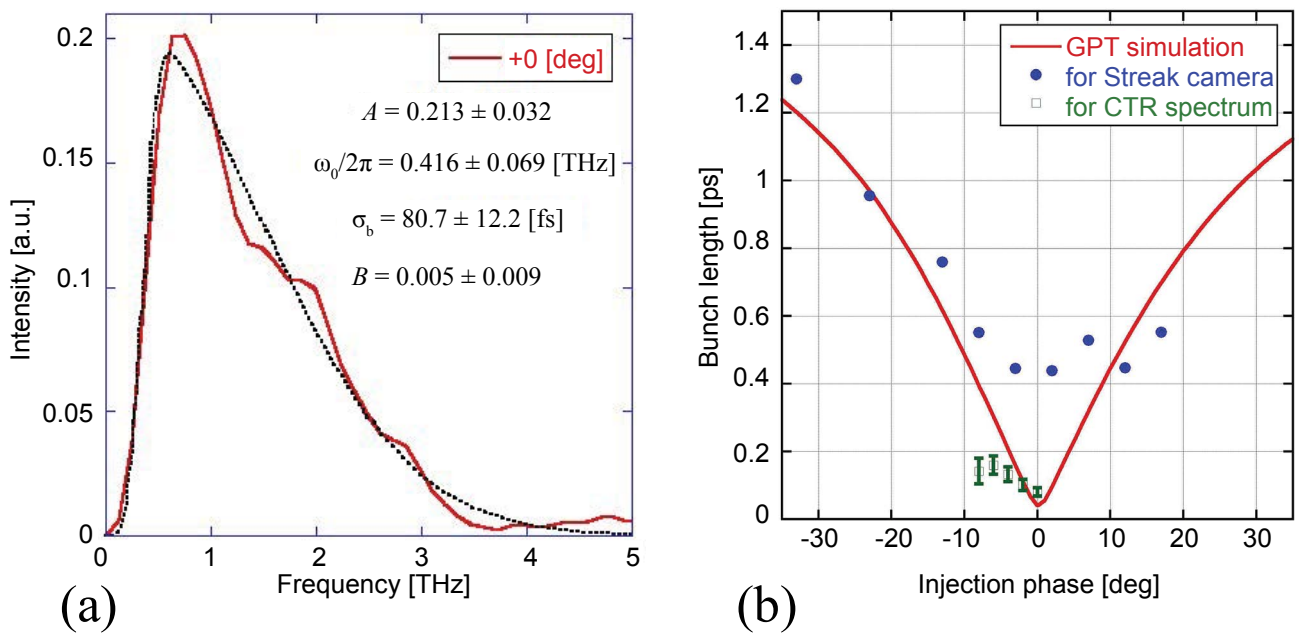 0.2
0.15
0.1
0.05
0
Intensity [a.u.]
+0 [deg]
A = 0.213 ± 0.032
ω₀/2π = 0.416 ± 0.069 [THz]
σ_b = 80.7 ± 12.2 [fs]
B = 0.005 ± 0.009
0 1 2 3 4 5
Frequency [THz]
(a)
1.4
1.2
1
0.8
0.6
0.4
0.2
0
Bunch length [ps]
GPT simulation
for Streak camera
for CTR spectrum
-30 -20 -10 0 10 20 30
Injection phase [deg]
(b)